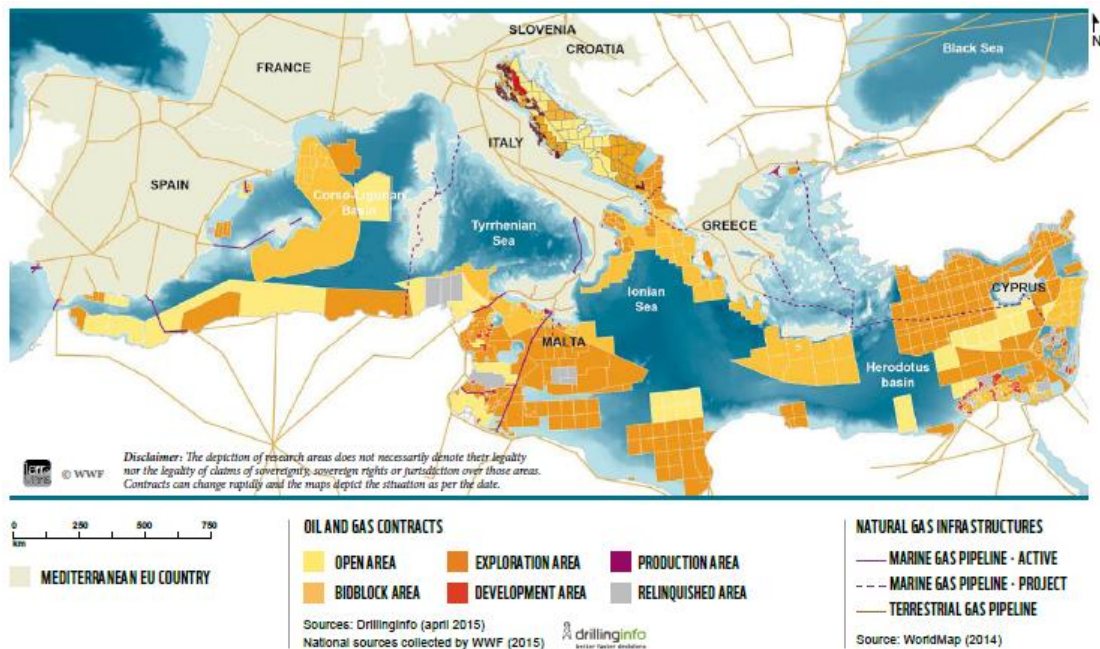 SLOVENIA
CROATIA
FRANCE
Black Sea
N
ITALY
SPAIN
Corso-Ligurian
Basin
Tyrrhenian
Sea
GREECE
CYPRUS
Ionian
Sea
MALTA
Herodotus
basin
© WWF
Disclaimer: The depiction of research areas does not necessarily denote their legality
nor the legality of claims of sovereignty, sovereign rights or jurisdiction over those areas.
Contracts can change rapidly and the maps depict the situation as per the date.
0 250 500 750
km
MEDITERRANEAN EU COUNTRY
OIL AND GAS CONTRACTS
OPEN AREA
EXPLORATION AREA
PRODUCTION AREA
BIDBLOCK AREA
DEVELOPMENT AREA
RELINQUISHED AREA
Sources: DrillingInfo (april 2015)
National sources collected by WWF (2015)
drillinginfo
better faster decisions
NATURAL GAS INFRASTRUCTURES
MARINE GAS PIPELINE - ACTIVE
MARINE GAS PIPELINE - PROJECT
TERRESTRIAL GAS PIPELINE
Source: WorldMap (2014)